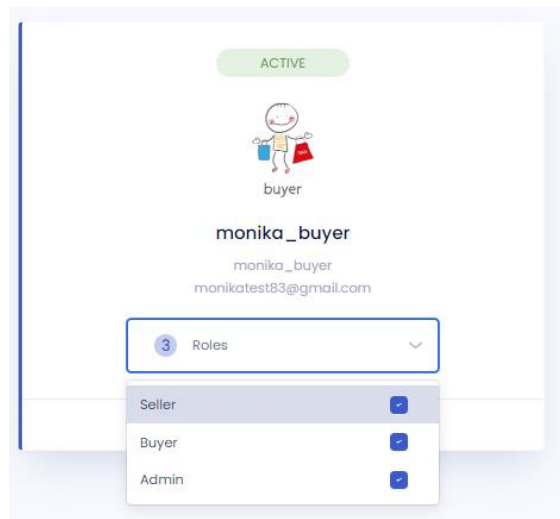 ACTIVE
buyer
monika_buyer
monika_buyer
monikatest83@gmail.com
3 Roles
Seller
Buyer
Admin